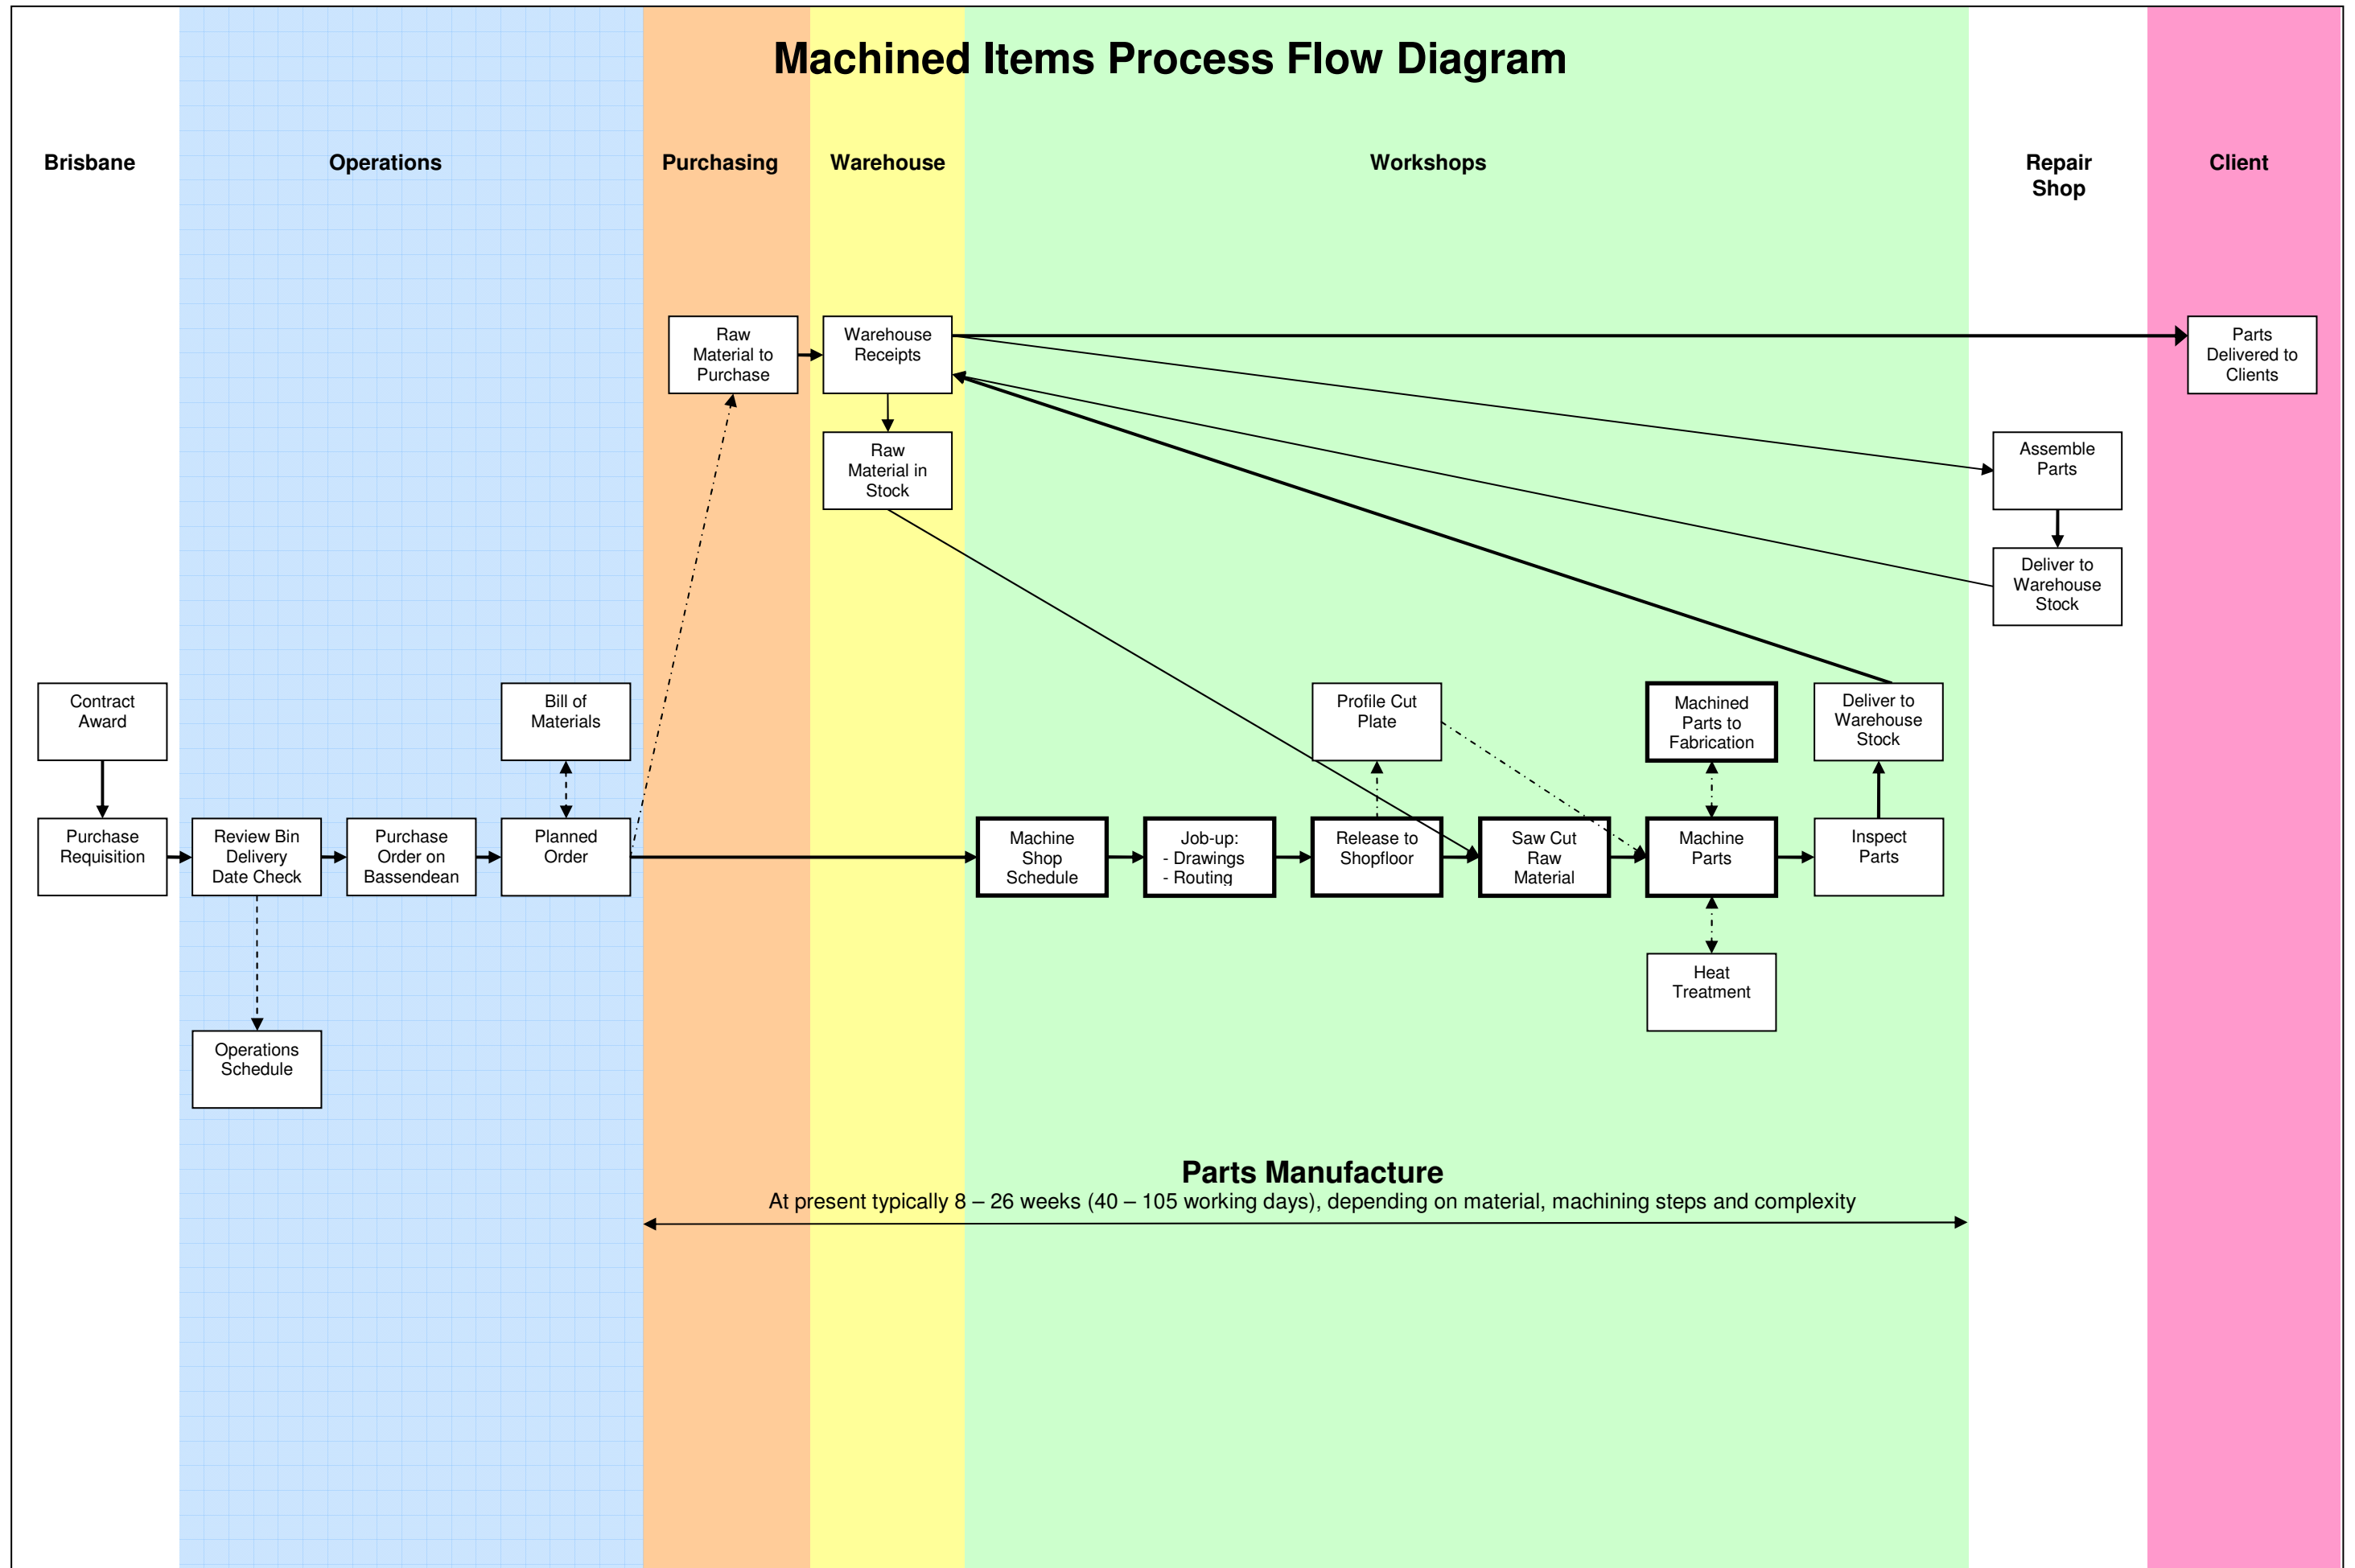 Machined Items Process Flow Diagram
Brisbane
Operations
Purchasing
Warehouse
Workshops
Repair
Shop
Client
Raw
Material to
Purchase
Warehouse
Receipts
Parts
Delivered to
Clients
Raw
Material in
Stock
Assemble
Parts
Deliver to
Warehouse
Stock
Contract
Award
Bill of
Materials
Profile Cut
Plate
Machined
Parts to
Fabrication
Deliver to
Warehouse
Stock
Purchase
Requisition
Review Bin
Delivery
Date Check
Purchase
Order on
Bassendean
Planned
Order
Machine
Shop
Schedule
Job-up:
- Drawings
- Routing
Release to
Shopfloor
Saw Cut
Raw
Material
Machine
Parts
Inspect
Parts
Heat
Treatment
Operations
Schedule
Parts Manufacture
At present typically 8 – 26 weeks (40 – 105 working days), depending on material, machining steps and complexity